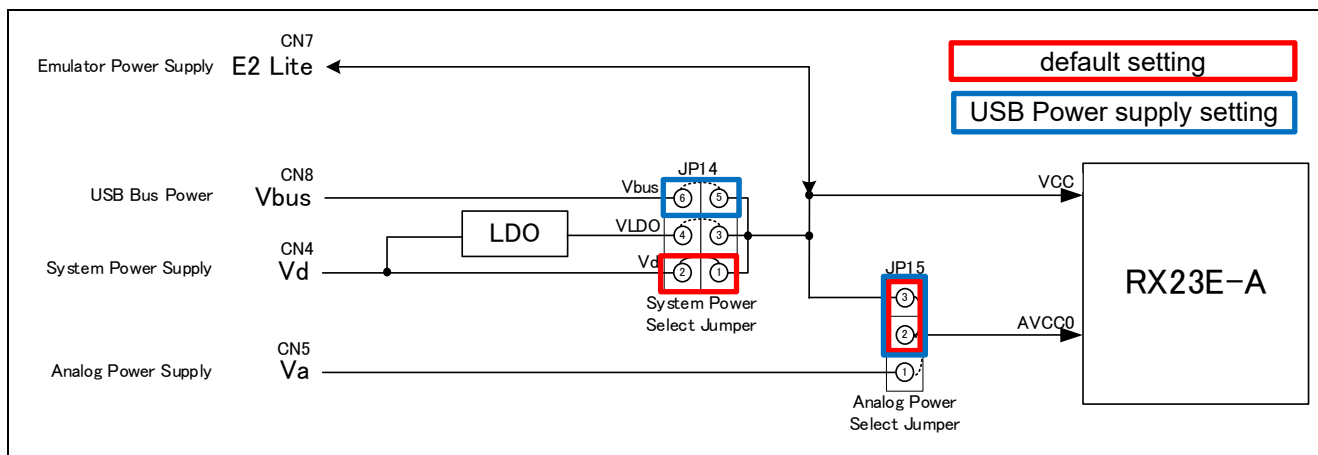 CN7
Emulator Power Supply E2 Lite
default setting
USB Power supply setting
JP14
CN8
USB Bus Power Vbus
Vbus
6 5
VCC
LDO
VLDO
4 3
CN4
System Power Supply Vd
Vd
2 1
System Power
Select Jumper
JP15
3
2
1
AVCC0
RX23E-A
CN5
Analog Power Supply Va
Analog Power
Select Jumper